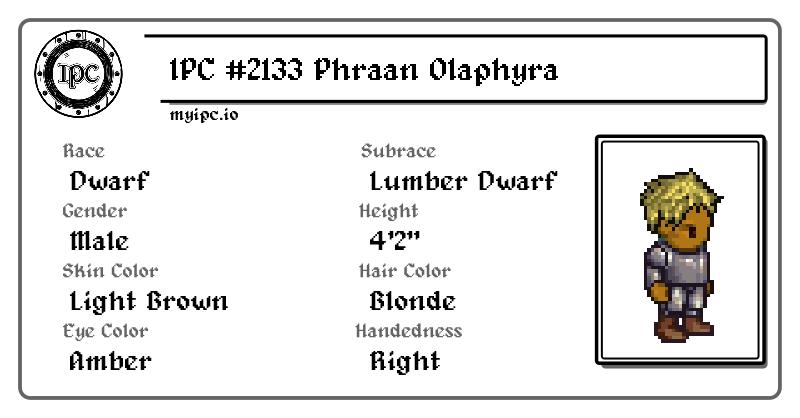 IPC
IPC #2133 Phraan Olaphyra
myipc.io
Race
Dwarf
Subrace
Lumber Dwarf
Gender
Male
Height
4'2"
Skin Color
Light Brown
Hair Color
Blonde
Eye Color
Amber
Handedness
Right